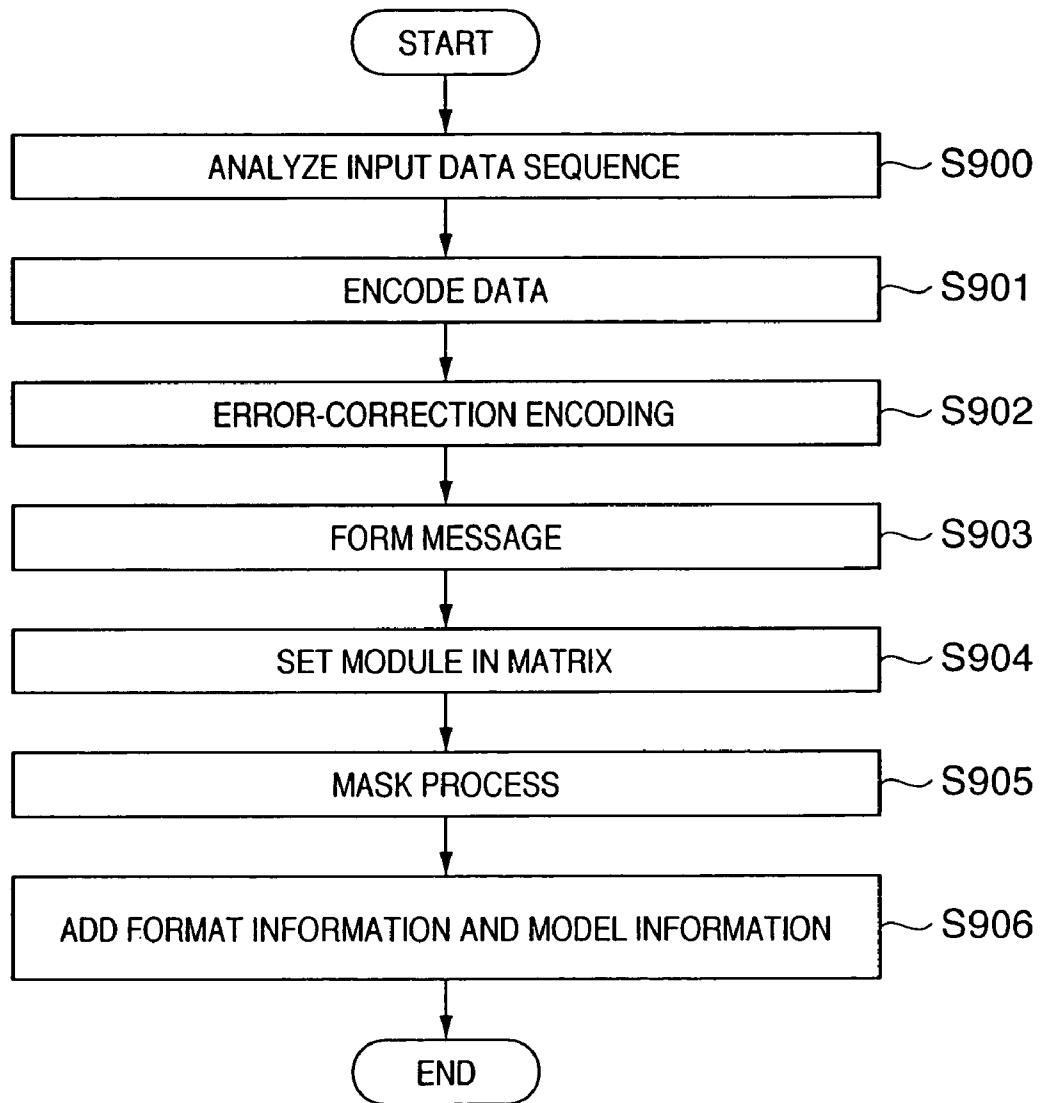 START
ANALYZE INPUT DATA SEQUENCE S900
ENCODE DATA S901
ERROR-CORRECTION ENCODING S902
FORM MESSAGE S903
SET MODULE IN MATRIX S904
MASK PROCESS S905
ADD FORMAT INFORMATION AND MODEL INFORMATION S906
END